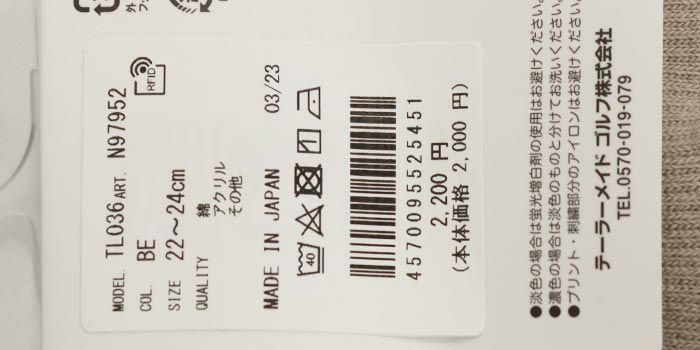 外
フ
RFID
MODEL. TL036 ART. N97952
COL. BE
SIZE 22～24cm
QUALITY 綿
アクリル
その他
MADE IN JAPAN 03/23
40
4570095525451
2,200 円
(本体価格 2,000 円)
●淡色の場合は蛍光増白剤の使用はお避けください。
●濃色の場合は淡色のものと分けてお洗いください。
●プリント・刺繍部分のアイロンはお避けください。
テーラーメイド ゴルフ株式会社
TEL.0570-019-079